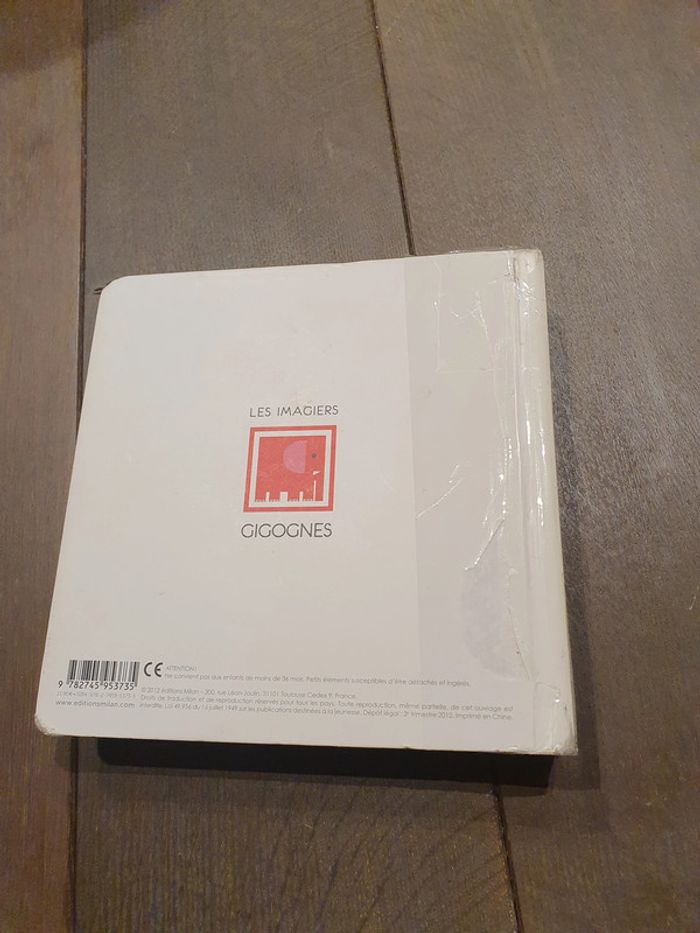 LES IMAGIERS
GIGOGNES
9 782745 953735
CE ATTENTION !
Ne convient pas aux enfants de moins de 36 mois. Petits éléments susceptibles d'être détachés et ingérés.
© 2012 éditions Milan – 300, rue Léon Joulin, 31101 Toulouse Cedex 9, France.
Droits de traduction et de reproduction réservés pour tous les pays. Toute reproduction, même partielle, de cet ouvrage est
interdite. Loi 49.956 du 16 juillet 1949 sur les publications destinées à la jeunesse. Dépôt légal : 3e trimestre 2012. Imprimé en Chine.
www.editionsmilan.com